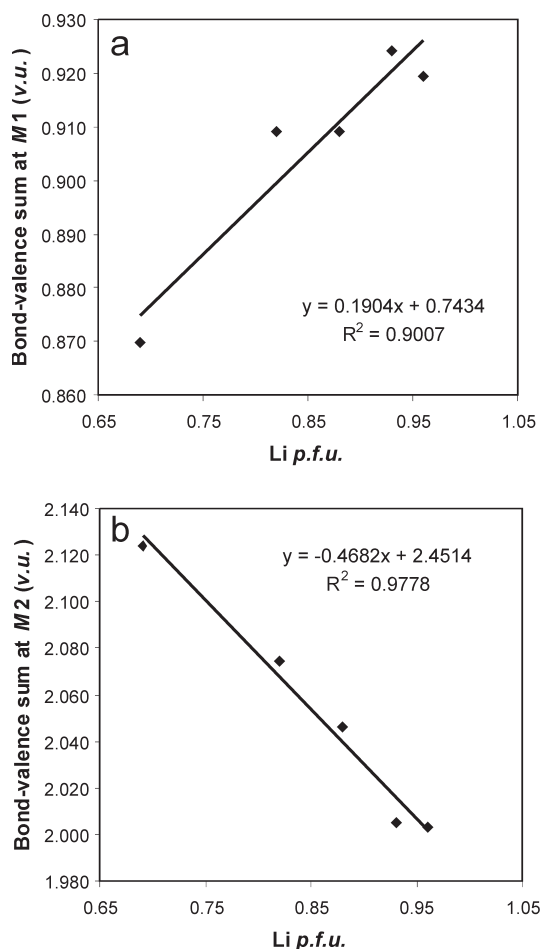 a
Bond-valence sum at M1 (v.u.)
0.930
0.920
0.910
0.900
0.890
0.880
0.870
0.860
y = 0.1904x + 0.7434
R² = 0.9007
0.65 0.75 0.85 0.95 1.05
Li p.f.u.
b
Bond-valence sum at M2 (v.u.)
2.140
2.120
2.100
2.080
2.060
2.040
2.020
2.000
1.980
y = -0.4682x + 2.4514
R² = 0.9778
0.65 0.75 0.85 0.95 1.05
Li p.f.u.